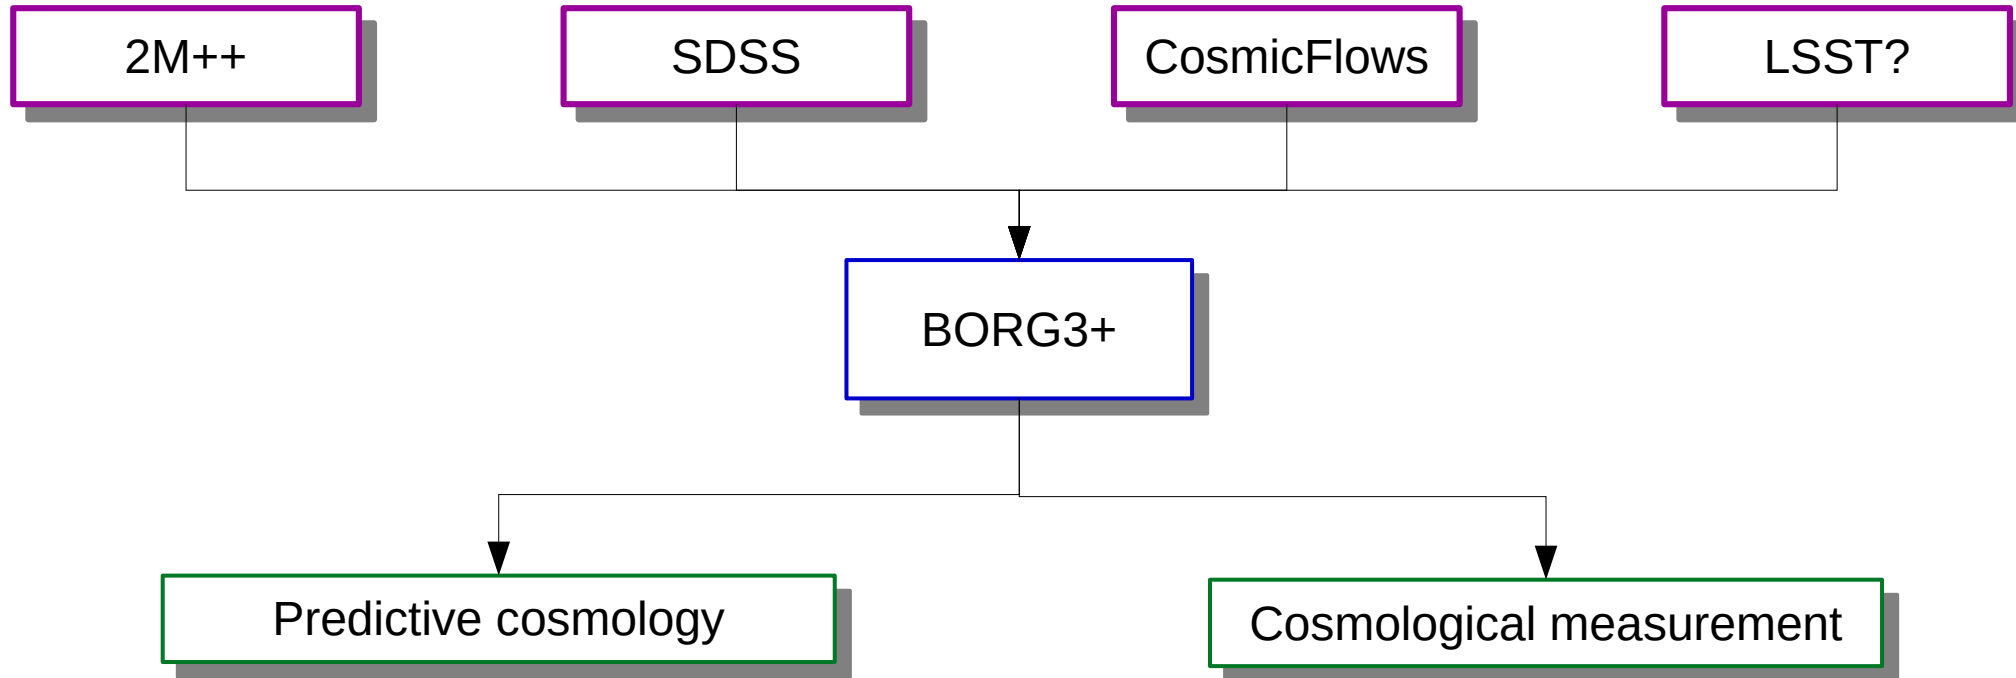 2M++
SDSS
CosmicFlows
LSST?
BORG3+
Predictive cosmology
Cosmological measurement